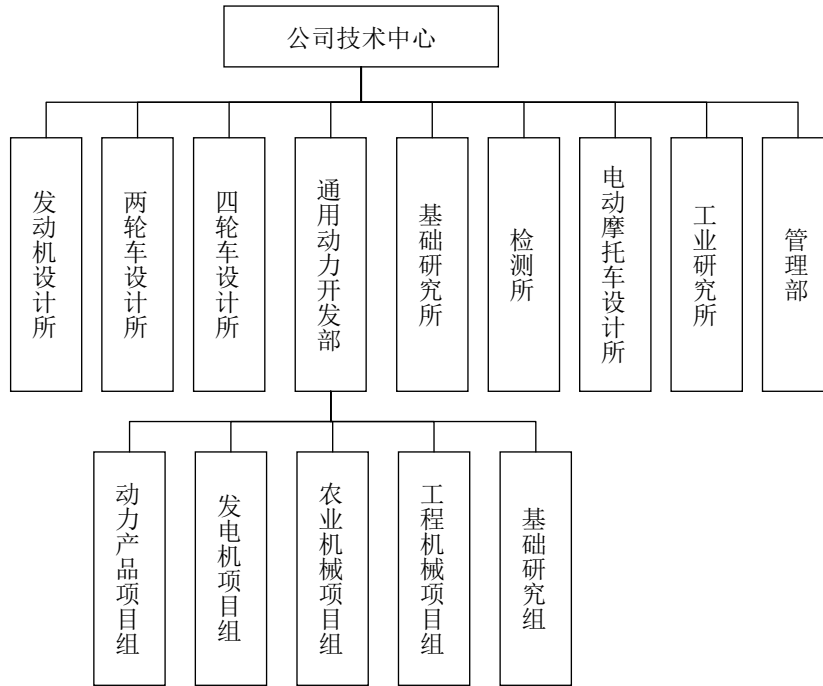 公司技术中心
发动机设计所
两轮车设计所
四轮车设计所
通用动力开发部
基础研究所
检测所
电动摩托车设计所
工业研究所
管理部
动力产品项目组
发电机项目组
农业机械项目组
工程机械项目组
基础研究组